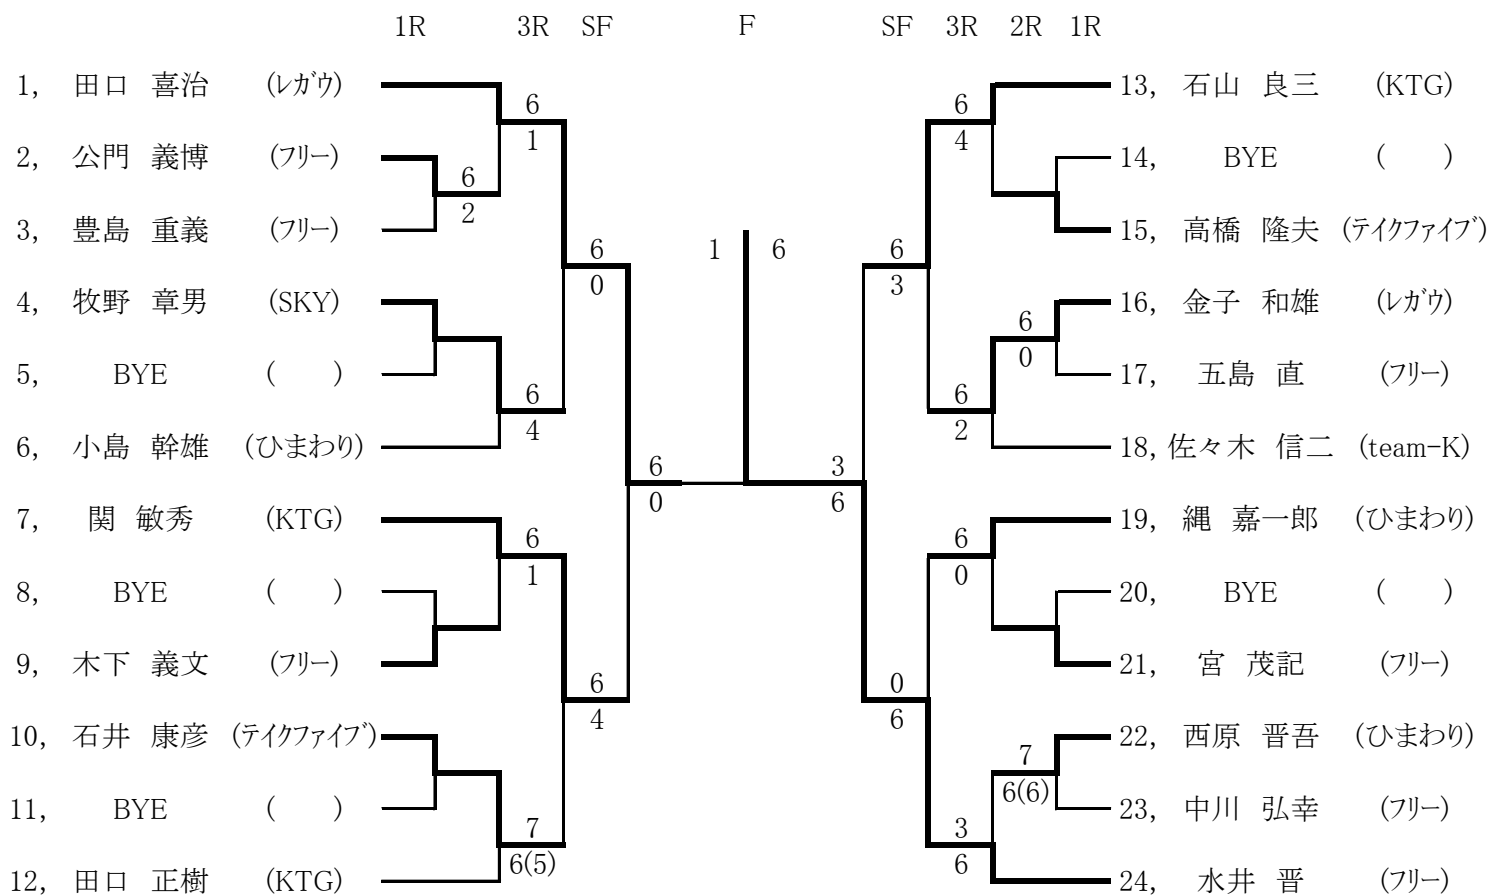 1R 3R SF F SF 3R 2R 1R
1, 田口 喜治 (レガウ) 6 6 13, 石山 良三 (KTG)
1 4
2, 公門 義博 (フリー) 14, BYE ( )
6
2
3, 豊島 重義 (フリー) 15, 高橋 隆夫 (テイクファイブ)
6 1 6 6
0 3
4, 牧野 章男 (SKY) 16, 金子 和雄 (レガウ)
6
0
5, BYE ( ) 17, 五島 直 (フリー)
6 6
4 2
6, 小島 幹雄 (ひまわり) 18, 佐々木 信二 (team-K)
6 3
0 6
7, 関 敏秀 (KTG) 19, 縄 嘉一郎 (ひまわり)
6 6
1 0
8, BYE ( ) 20, BYE ( )
9, 木下 義文 (フリー) 21, 宮 茂記 (フリー)
6 0
4 6
10, 石井 康彦 (テイクファイブ) 22, 西原 晋吾 (ひまわり)
7
6(6)
11, BYE ( ) 23, 中川 弘幸 (フリー)
7 3
6(5) 6
12, 田口 正樹 (KTG) 24, 水井 晋 (フリー)